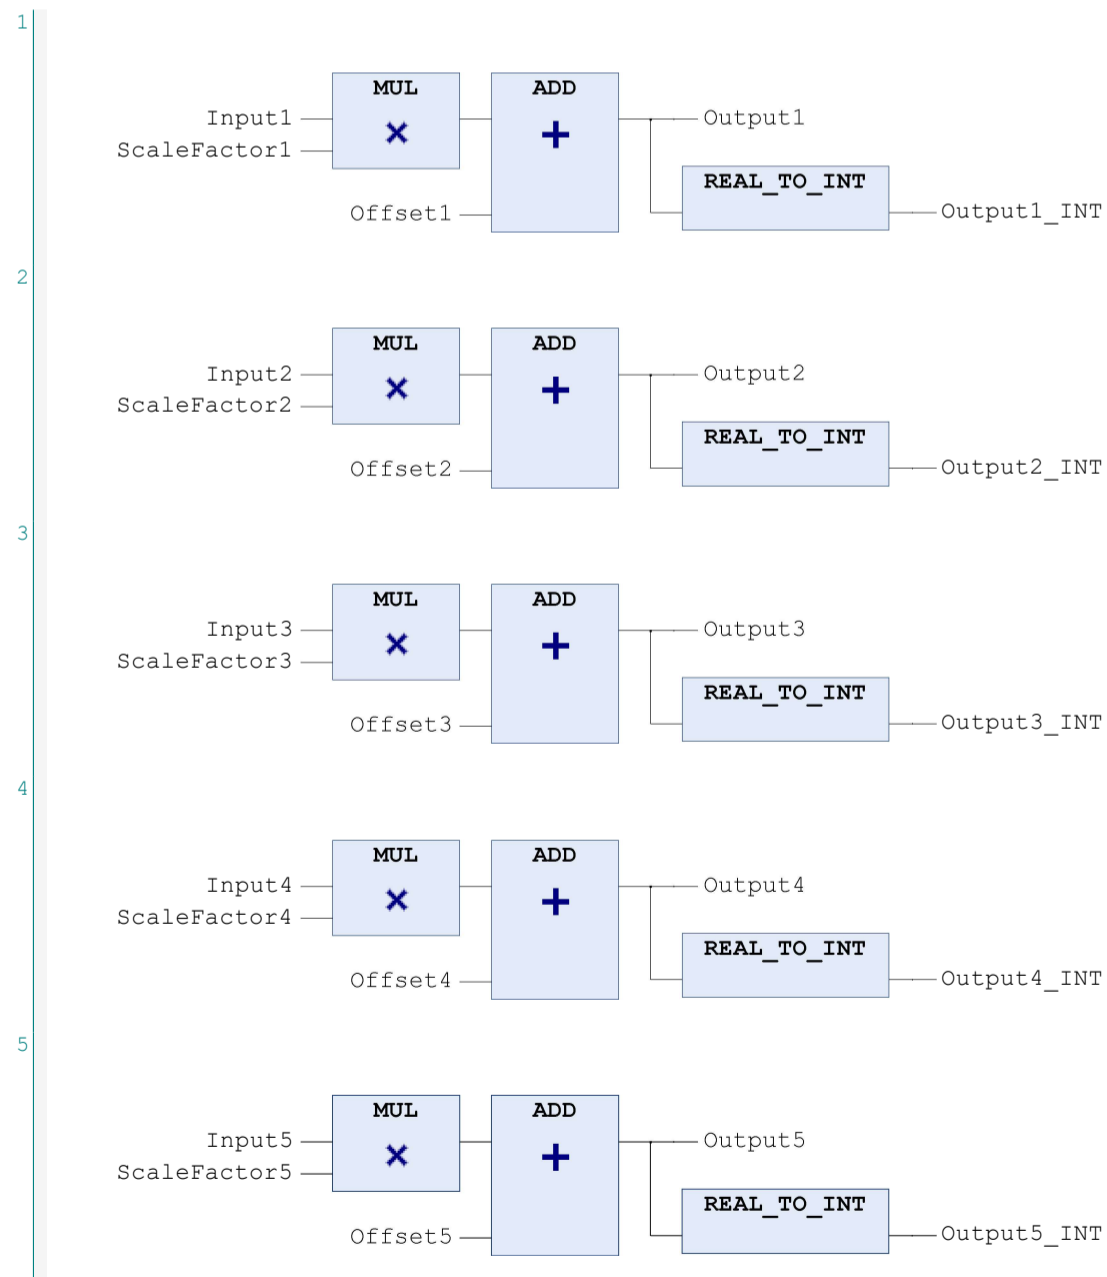 1
MUL ADD
Input1 × + Output1
ScaleFactor1
REAL_TO_INT
Offset1 Output1_INT
2
MUL ADD
Input2 × + Output2
ScaleFactor2
REAL_TO_INT
Offset2 Output2_INT
3
MUL ADD
Input3 × + Output3
ScaleFactor3
REAL_TO_INT
Offset3 Output3_INT
4
MUL ADD
Input4 × + Output4
ScaleFactor4
REAL_TO_INT
Offset4 Output4_INT
5
MUL ADD
Input5 × + Output5
ScaleFactor5
REAL_TO_INT
Offset5 Output5_INT